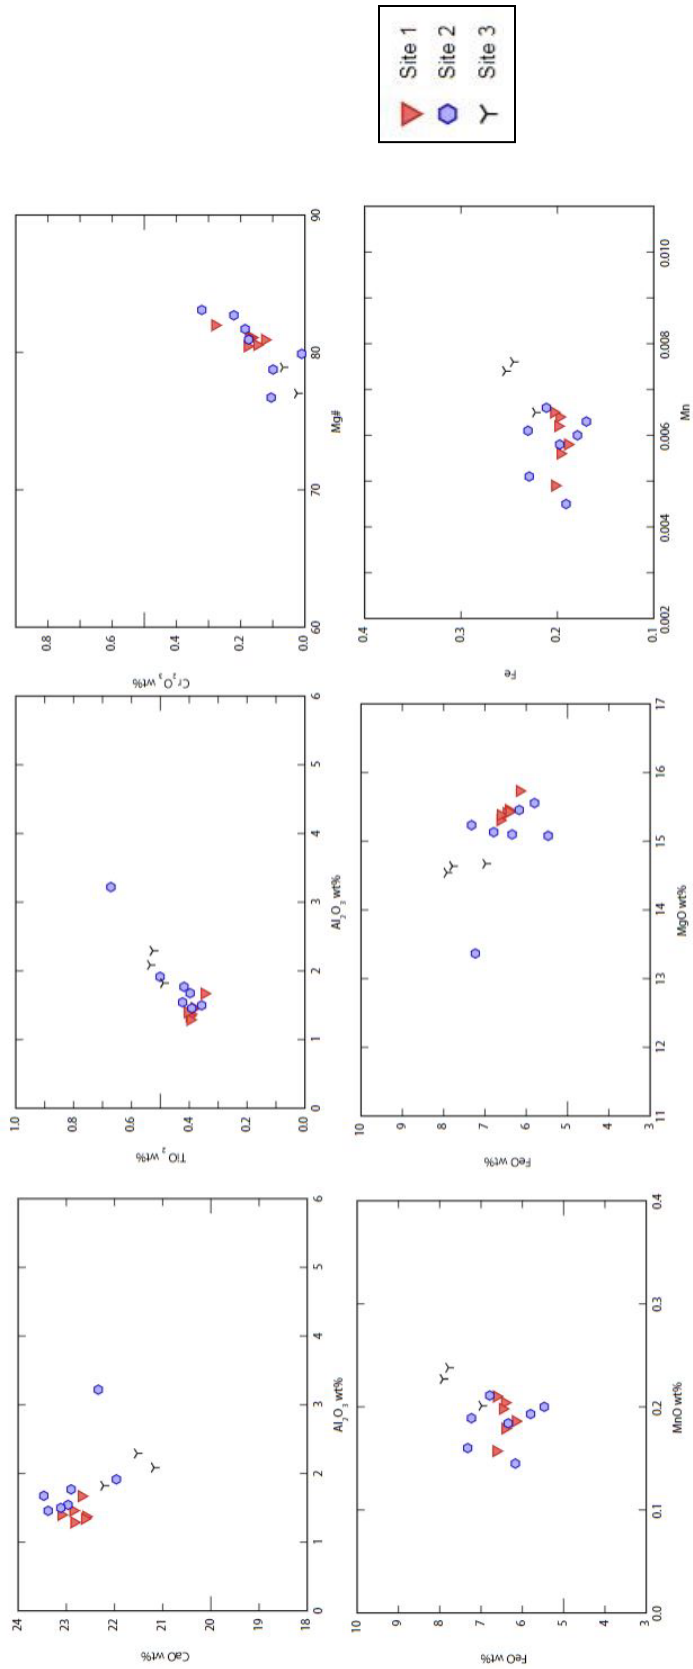 CaO wt%
24
23
22
21
20
19
18
0 1 2 3 4 5 6
Al₂O₃ wt%
TiO₂ wt%
1.0
0.8
0.6
0.4
0.2
0.0
0 1 2 3 4 5 6
Al₂O₃ wt%
Cr₂O₃ wt%
0.8
0.6
0.4
0.2
0.0
60 70 80 90
Mg#
FeO wt%
10
9
8
7
6
5
4
3
0.0 0.1 0.2 0.3 0.4
MnO wt%
FeO wt%
10
9
8
7
6
5
4
3
11 12 13 14 15 16 17
MgO wt%
Fe
0.4
0.3
0.2
0.1
0.002 0.004 0.006 0.008 0.010
Mn
Site 1
Site 2
Site 3